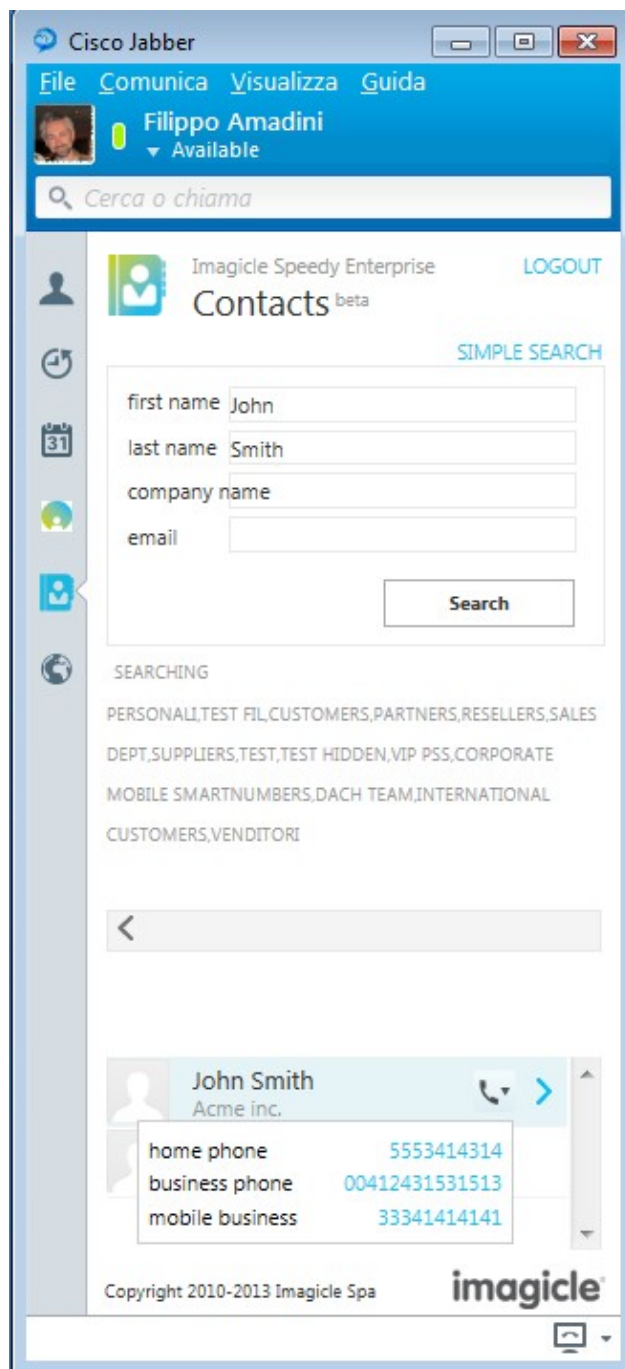 Cisco Jabber
File Comunica Visualizza Guida
Filippo Amadini
Available
Cerca o chiama
Imagicle Speedy Enterprise LOGOUT
Contacts beta
SIMPLE SEARCH
31
first name John
last name Smith
company name
email
Search
SEARCHING
PERSONALI,TEST FIL,CUSTOMERS,PARTNERS,RESELLERS,SALES
DEPT,SUPPLIERS,TEST,TEST HIDDEN,VIP PSS,CORPORATE
MOBILE SMARTNUMBERS,DACH TEAM,INTERNATIONAL
CUSTOMERS,VENDITORI
John Smith
Acme inc.
home phone 5553414314
business phone 00412431531513
mobile business 33341414141
Copyright 2010-2013 Imagicle Spa imagicle